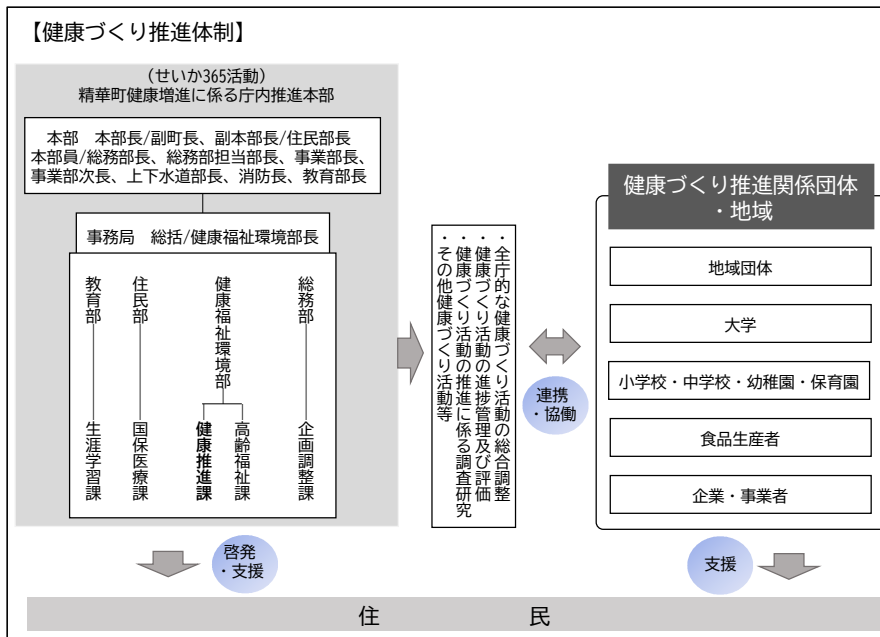 【健康づくり推進体制】
（せいか365活動）
精華町健康増進に係る庁内推進本部
本部　本部長/副町長、副本部長/住民部長
本部員/総務部長、総務部担当部長、事業部長、
事業部次長、上下水道部長、消防長、教育部長
事務局　総括/健康福祉環境部長
総務部
企画調整課
健康福祉環境部
高齢福祉課
健康推進課
住民部
国保医療課
教育部
生涯学習課
・全庁的な健康づくり活動の総合調整
・健康づくり活動の進捗管理及び評価
・健康づくり活動の推進に係る調査研究
・その他健康づくり活動等
連携
・協働
健康づくり推進関係団体
・地域
地域団体
大学
小学校・中学校・幼稚園・保育園
食品生産者
企業・事業者
啓発
・支援
支援
住　民